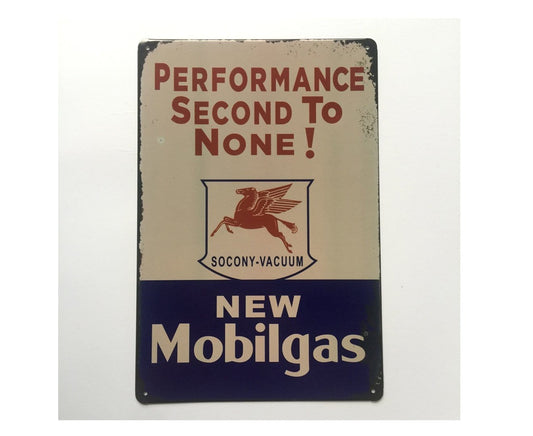 PERFORMANCE
SECOND TO
NONE!
SOCONY-VACUUM
NEW
Mobilgas